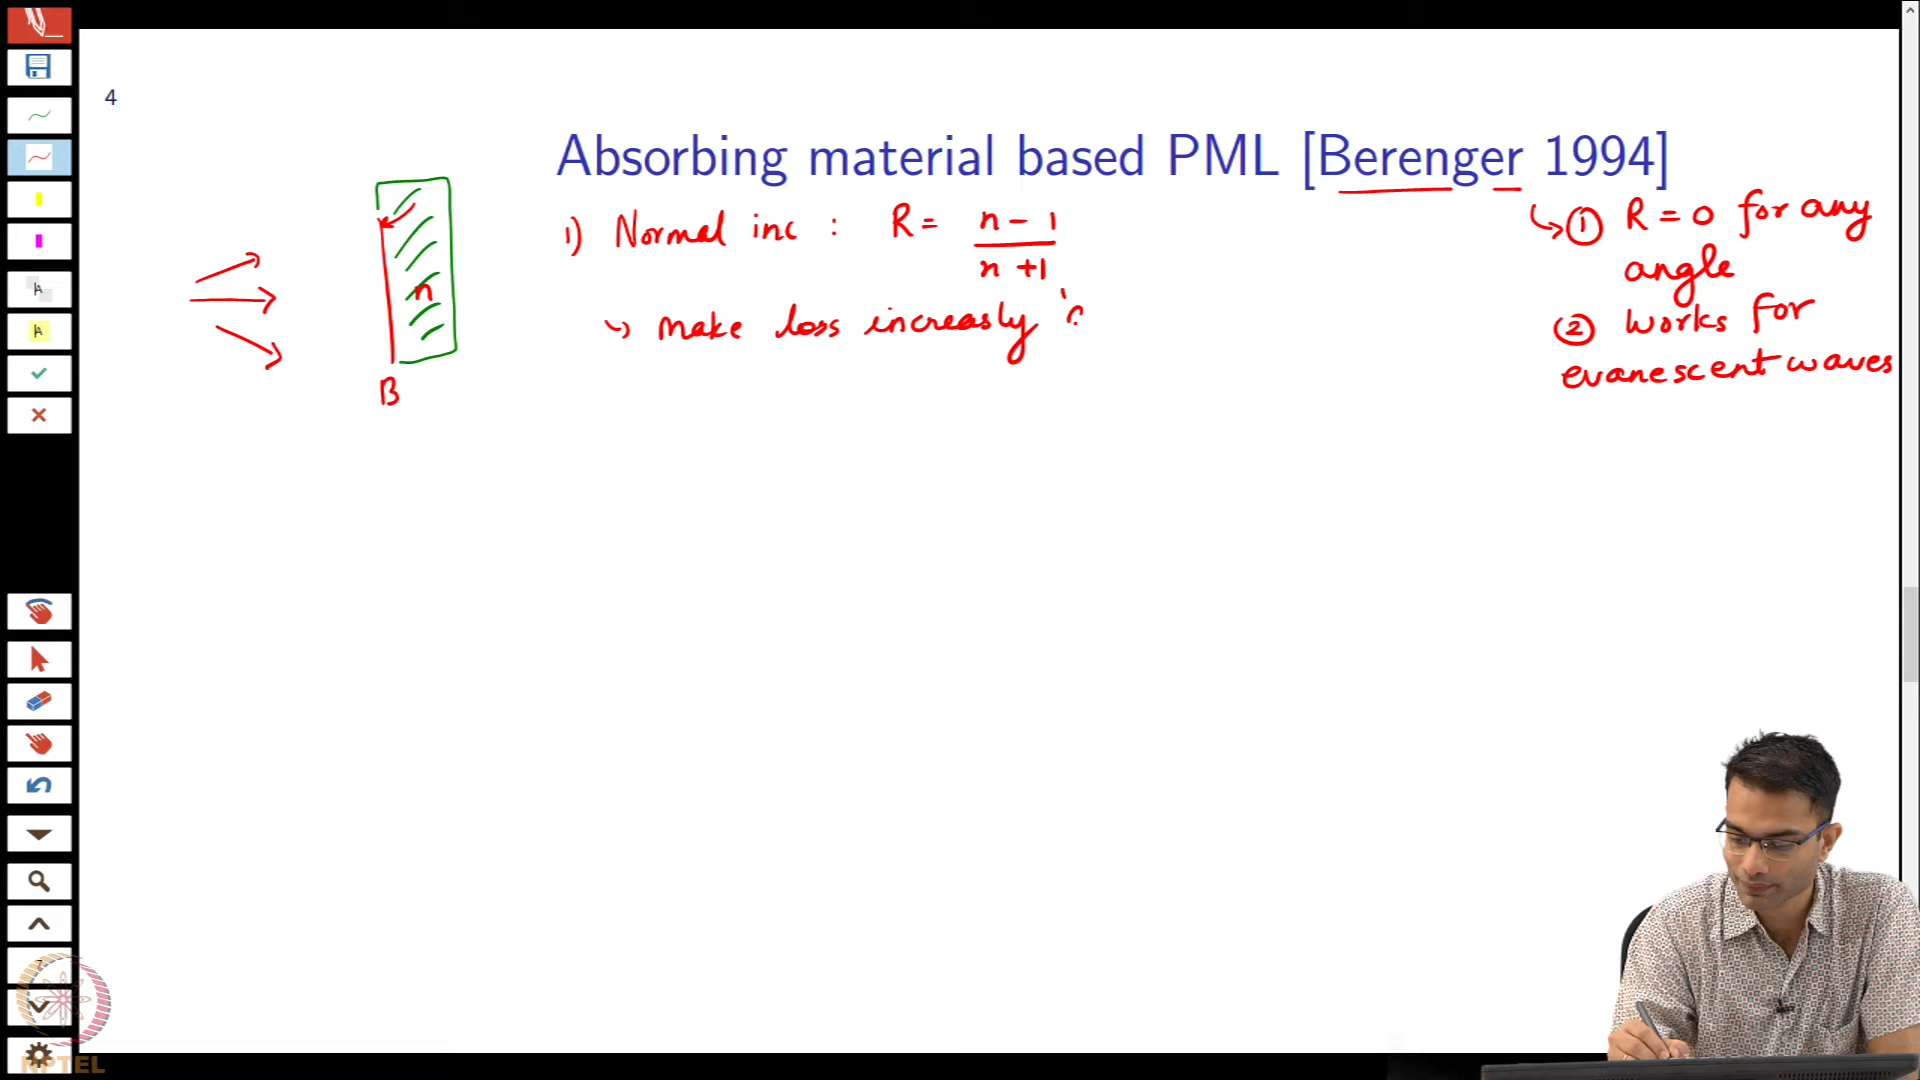 4
Absorbing material based PML [Berenger 1994]
1) Normal inc : R = n - 1
n + 1
↳ make loss increasly
n
B
↳ ① R = 0 for any
angle
② works for
evanescent waves
NPTEL